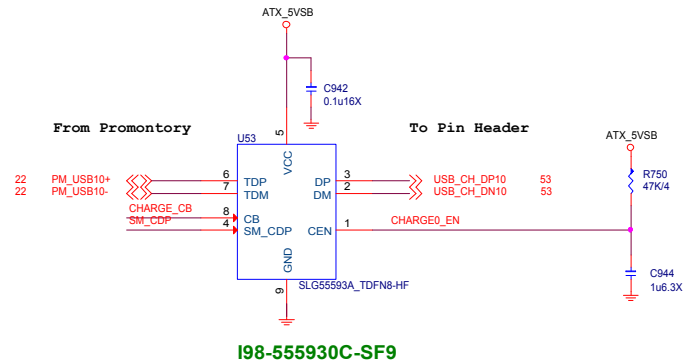 ATX_5VSB
C942
0.1u16X
From Promontory
To Pin Header
U53
5
VCC
ATX_5VSB
22 PM_USB10+ 6 TDP DP 3 USB_CH_DP10 53
22 PM_USB10- 7 TDM DM 2 USB_CH_DN10 53
R750
47K/4
CHARGE_CB 8 CB
SM_CDP 4 SM_CDP CEN 1 CHARGE0_EN
GND
9
SLG55593A_TDFN8-HF
C944
1u6.3X
I98-555930C-SF9